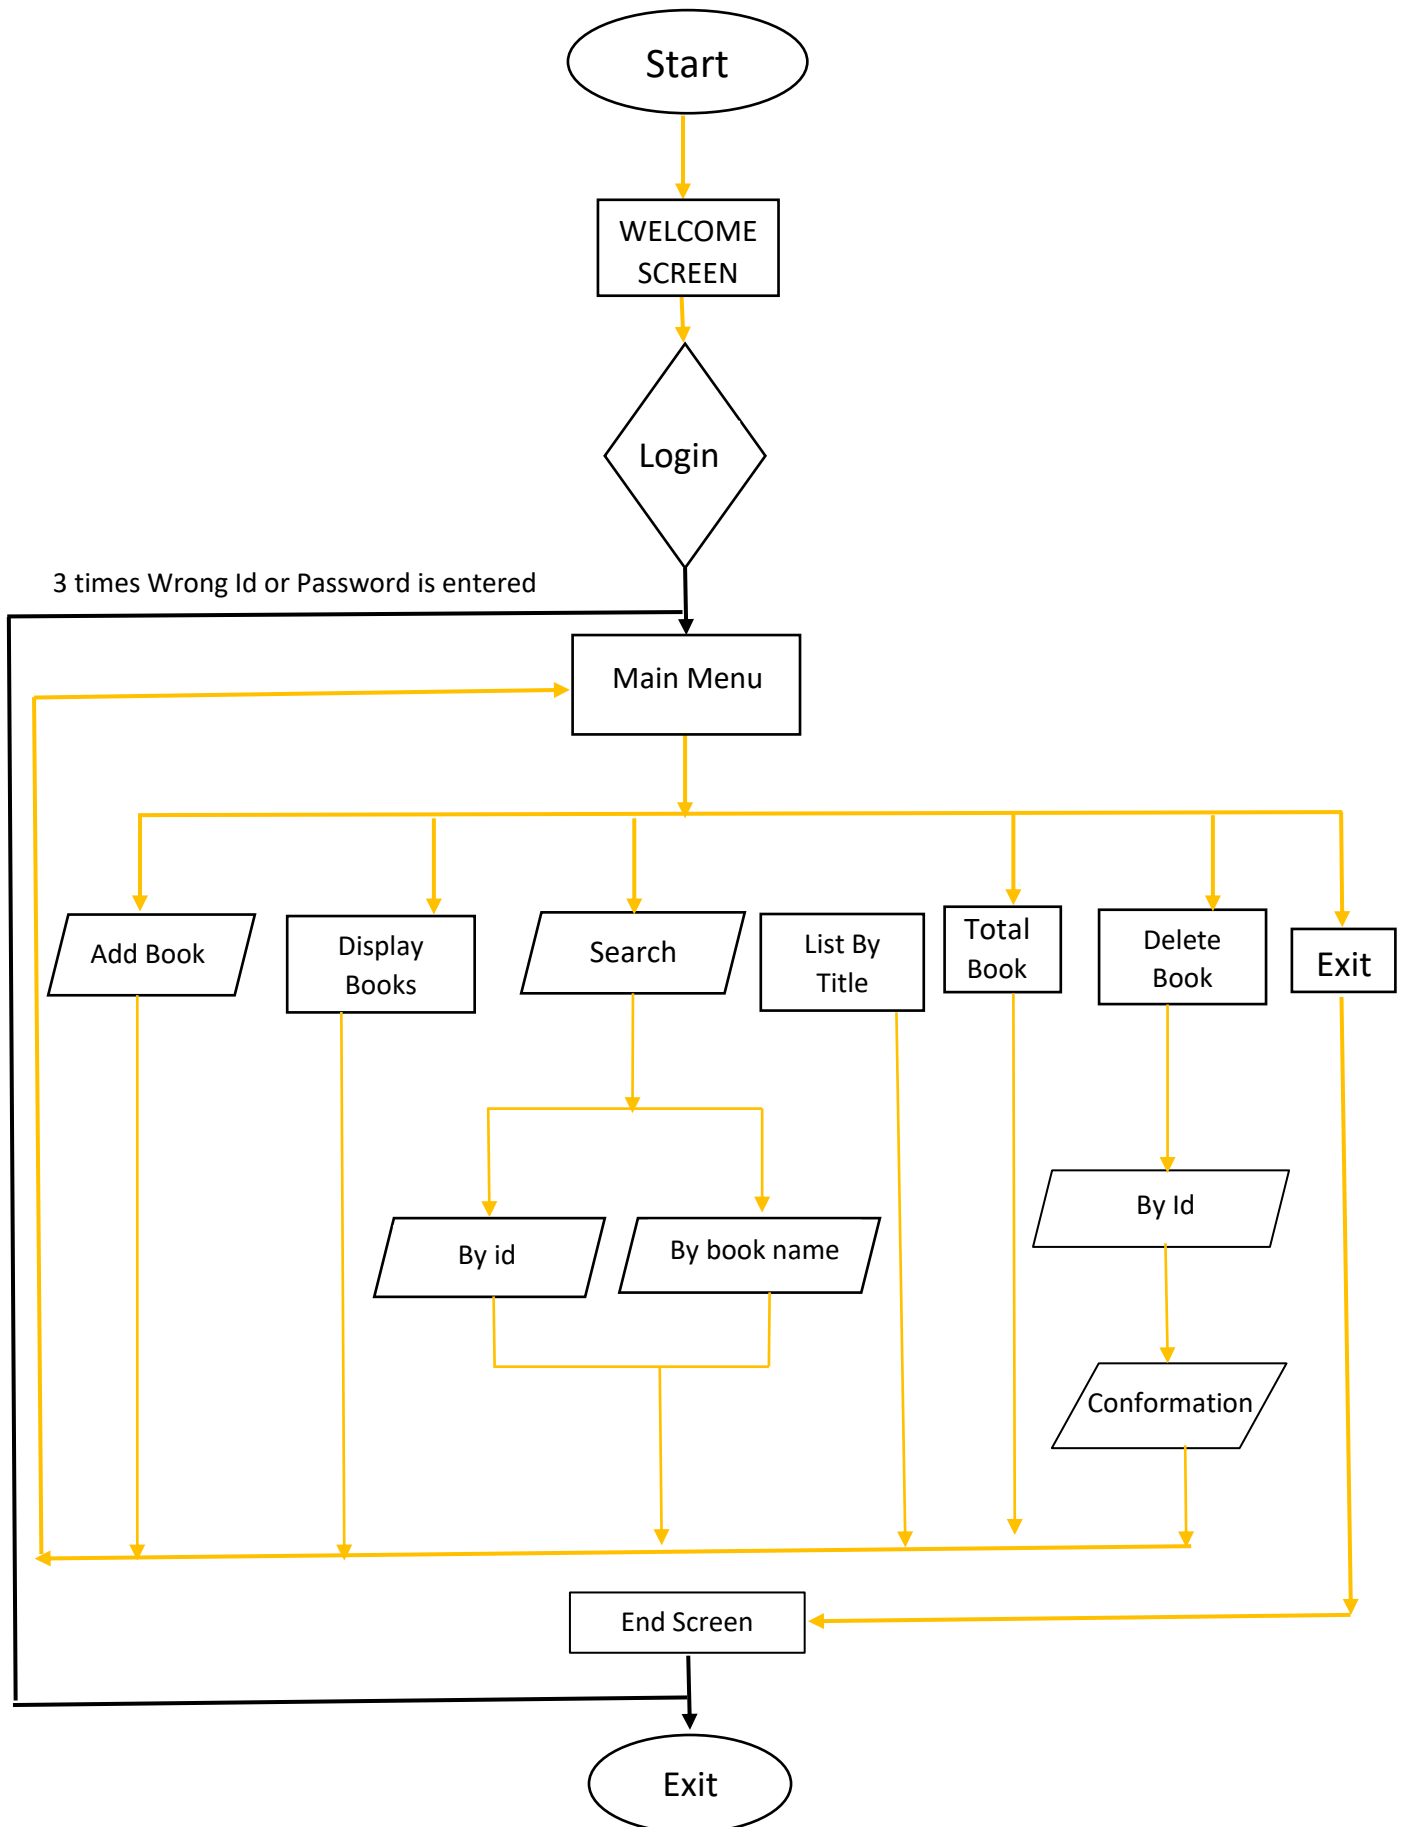 Start
WELCOME
SCREEN
Login
3 times Wrong Id or Password is entered
Main Menu
Add Book
Display
Books
Search
List By
Title
Total
Book
Delete
Book
Exit
By id
By book name
By Id
Conformation
End Screen
Exit